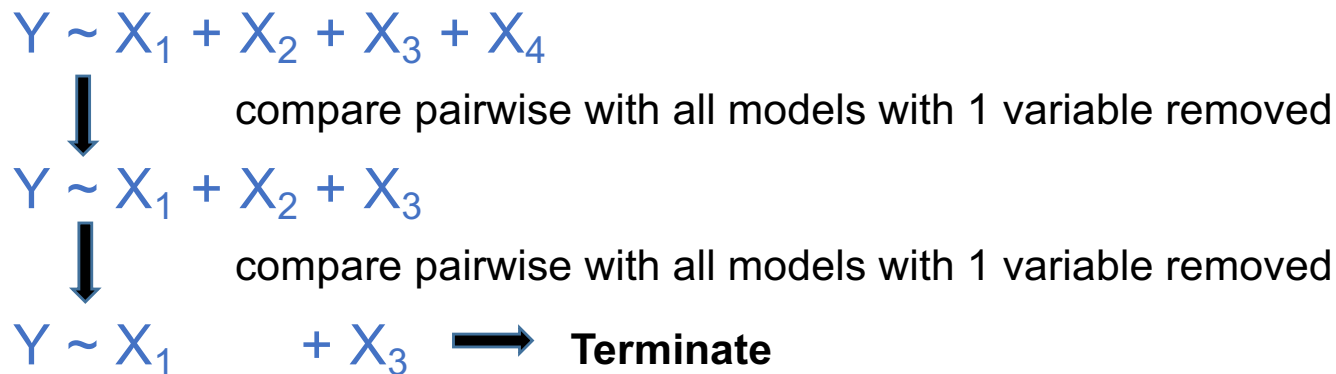 Y ~ X₁ + X₂ + X₃ + X₄
compare pairwise with all models with 1 variable removed
Y ~ X₁ + X₂ + X₃
compare pairwise with all models with 1 variable removed
Y ~ X₁ + X₃ Terminate